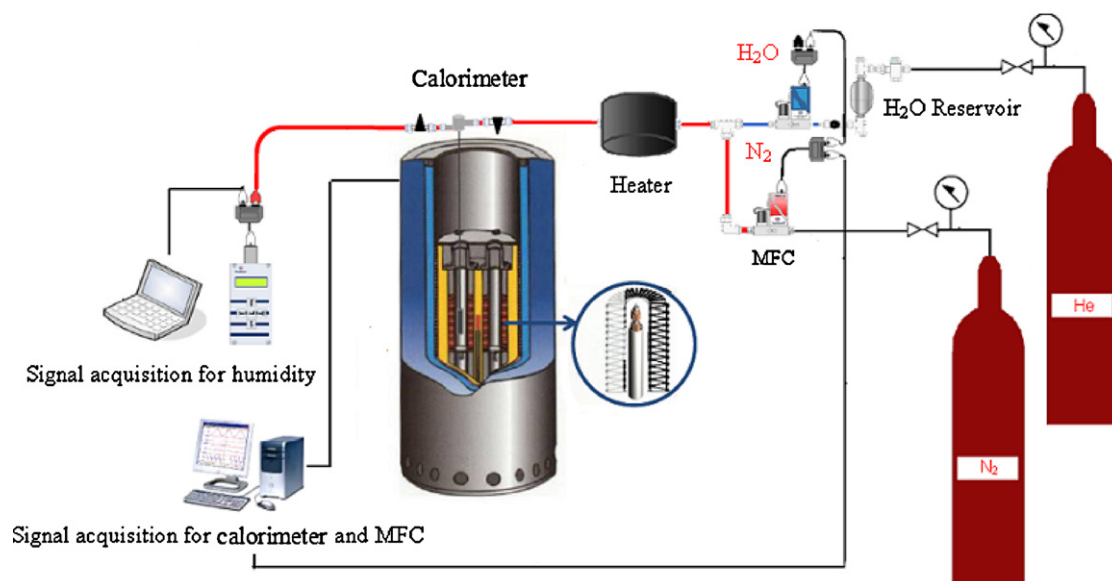 H₂O
Calorimeter
H₂O Reservoir
N₂
Heater
MFC
He
Signal acquisition for humidity
N₂
Signal acquisition for calorimeter and MFC